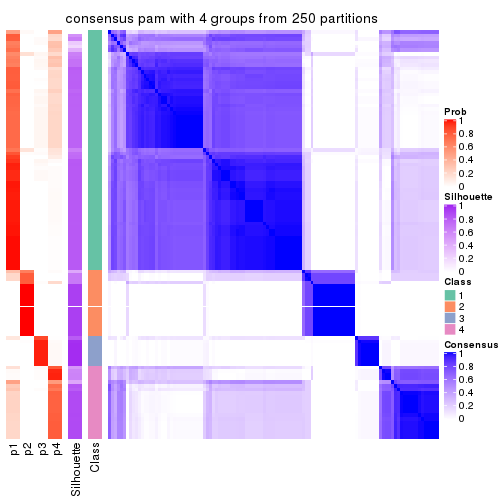 consensus pam with 4 groups from 250 partitions
Prob
1
0.8
0.6
0.4
0.2
0
Silhouette
1
0.8
0.6
0.4
0.2
0
Class
1
2
3
4
Consensus
1
0.8
0.6
0.4
0.2
0
p1
p2
p3
p4
Silhouette
Class